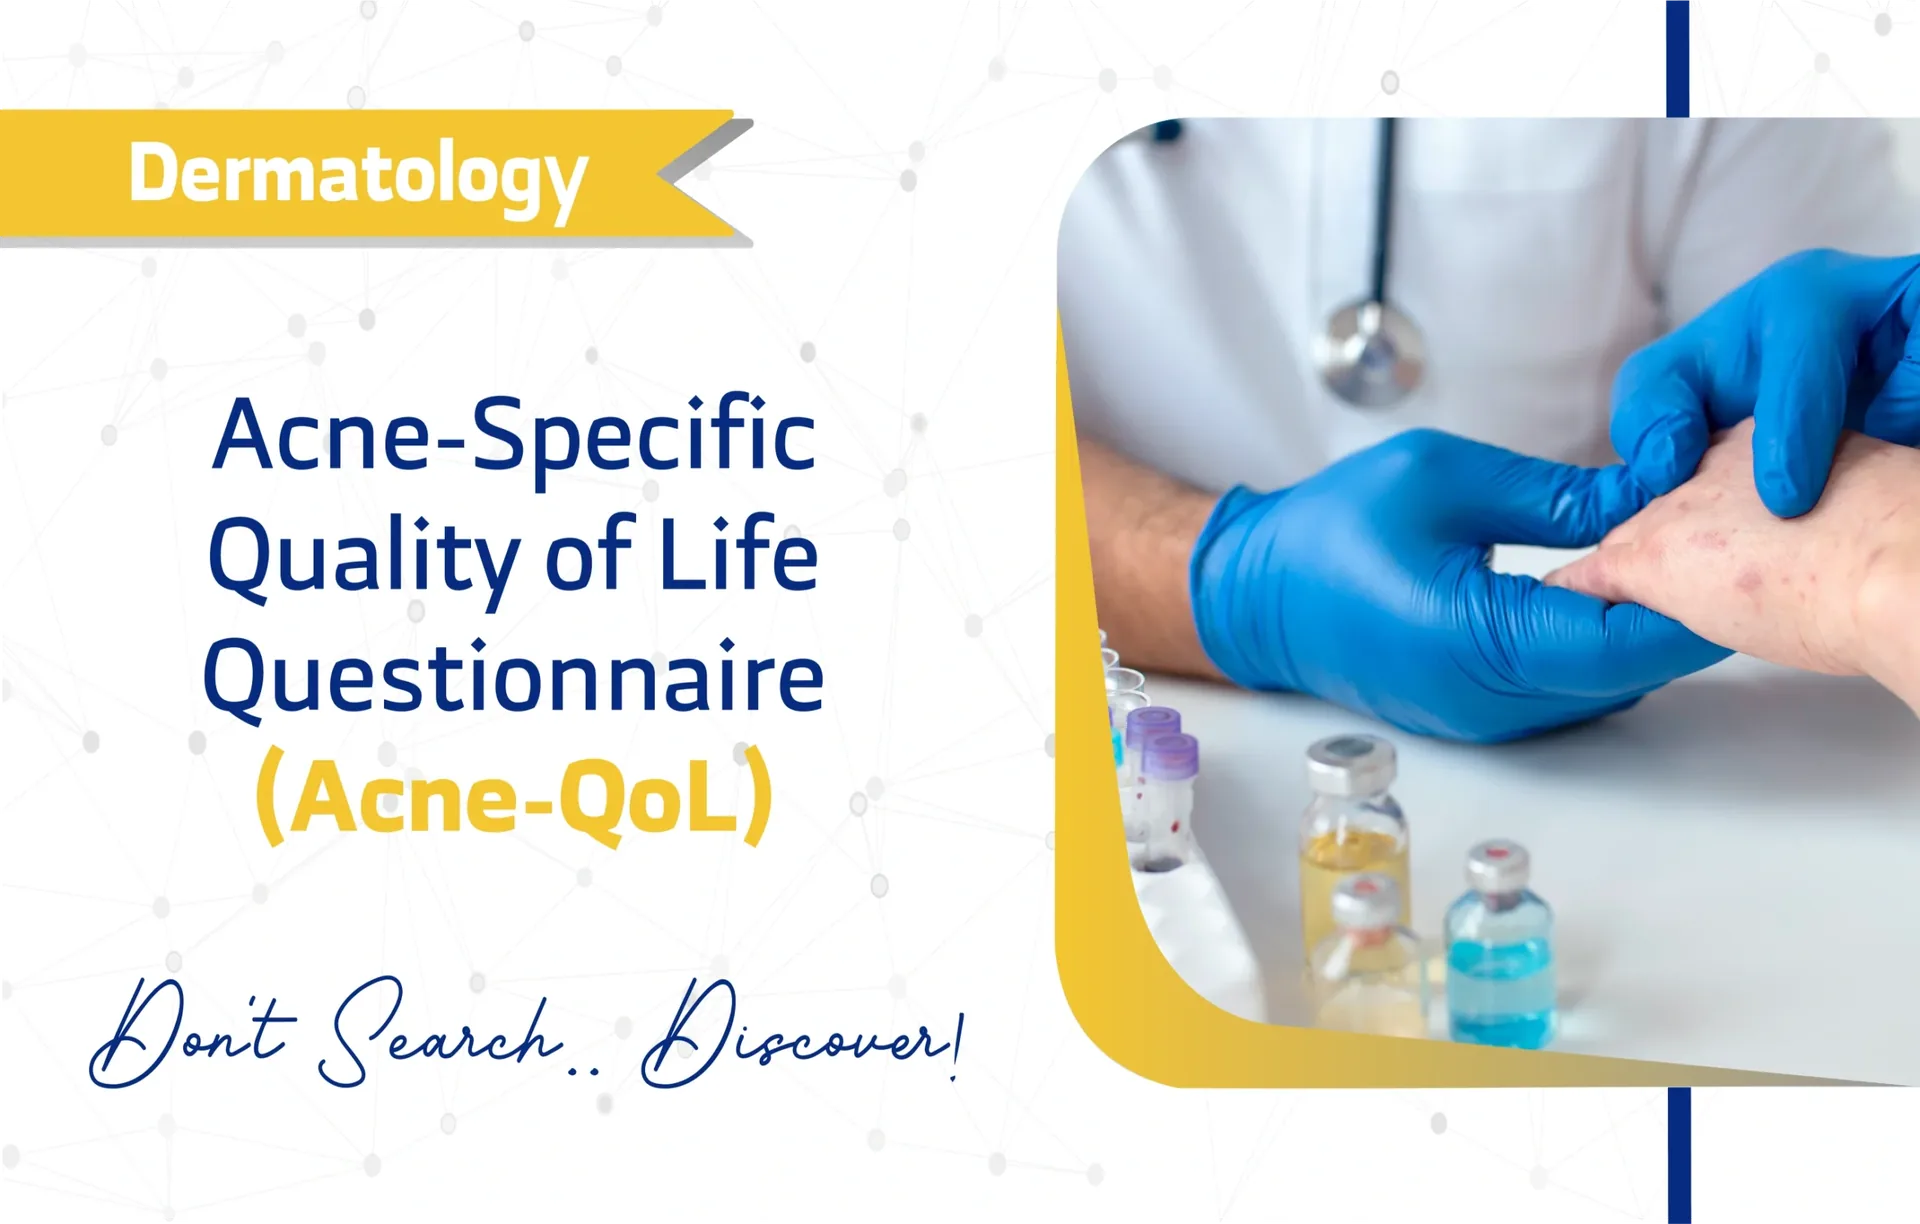 Dermatology
Acne-Specific
Quality of Life
Questionnaire
(Acne-QoL)
Don't Search.. Discover!